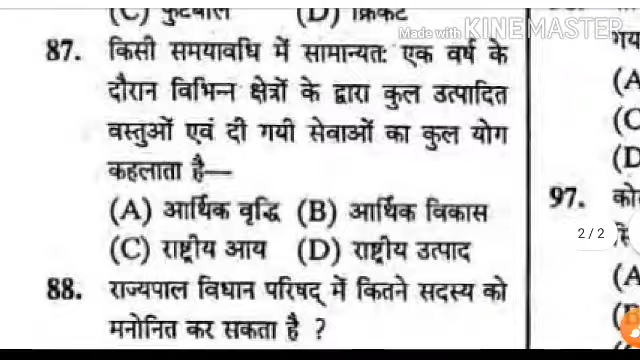 (C) फुटबॉल (D) क्रिकेट
Made with KINEMASTER
87. किसी समयावधि में सामान्यत: एक वर्ष के
दौरान विभिन्न क्षेत्रों के द्वारा कुल उत्पादित
वस्तुओं एवं दी गयी सेवाओं का कुल योग
कहलाता है—
(A) आर्थिक वृद्धि (B) आर्थिक विकास
(C) राष्ट्रीय आय (D) राष्ट्रीय उत्पाद
88. राज्यपाल विधान परिषद् में कितने सदस्य को
मनोनित कर सकता है ?
(A
(C
(D
97.
2/2
(A